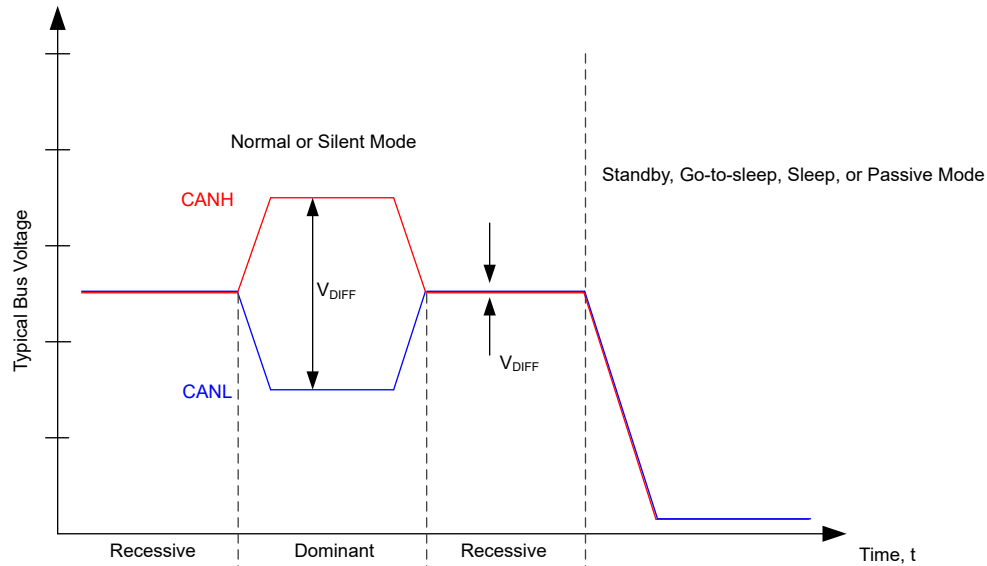 Normal or Silent Mode
Standby, Go-to-sleep, Sleep, or Passive Mode
CANH
Typical Bus Voltage
VDIFF
VDIFF
CANL
Recessive
Dominant
Recessive
Time, t